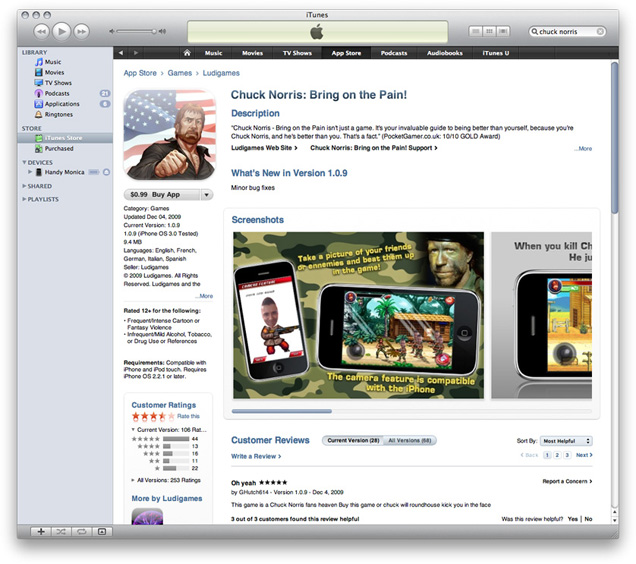 iTunes
chuck norris
LIBRARY
Music
Movies
TV Shows
Podcasts 21
Applications 6
Ringtones
STORE
iTunes Store
Purchased
DEVICES
Handy Monica
SHARED
PLAYLISTS
Music Movies TV Shows App Store Podcasts Audiobooks iTunes U
App Store > Games > Ludigames
$0.99 Buy App
Category: Games
Updated Dec 04, 2009
Current Version: 1.0.9
1.0.9 (iPhone OS 3.0 Tested)
9.4 MB
Languages: English, French,
German, Italian, Spanish
Seller: Ludigames
© 2009 Ludigames. All Rights
Reserved. Ludigames and the
...More
Rated 12+ for the following:
• Frequent/Intense Cartoon or
Fantasy Violence
• Infrequent/Mild Alcohol, Tobacco,
or Drug Use or References
Requirements: Compatible with
iPhone and iPod touch. Requires
iPhone OS 2.2.1 or later.
Customer Ratings
Rate this
Current Version: 106 Rat...
44
13
16
11
22
All Versions: 253 Ratings
More by Ludigames
Chuck Norris: Bring on the Pain!
Description
"Chuck Norris - Bring on the Pain isn't just a game. It's your invaluable guide to being better than yourself, because you're
Chuck Norris, and he's better than you. That's a fact." (PocketGamer.co.uk: 10/10 GOLD Award)
Ludigames Web Site Chuck Norris: Bring on the Pain! Support ...More
What's New in Version 1.0.9
Minor bug fixes
Screenshots
Take a picture of your friends
or ennemies and beat them up
in the game!
CAMERA FEATURE
The camera feature is compatible
with the iPhone
When you kill Ch
He ju
Customer Reviews Current Version (28) All Versions (68) Sort By: Most Helpful
Write a Review > Back 1 2 3 Next
Oh yeah ★★★★★ Report a Concern >
by GHutch614 - Version 1.0.9 - Dec 4, 2009
This game is a Chuck Norris fans heaven Buy this game or chuck will roundhouse kick you in the face
3 out of 3 customers found this review helpful Was this review helpful? Yes | No